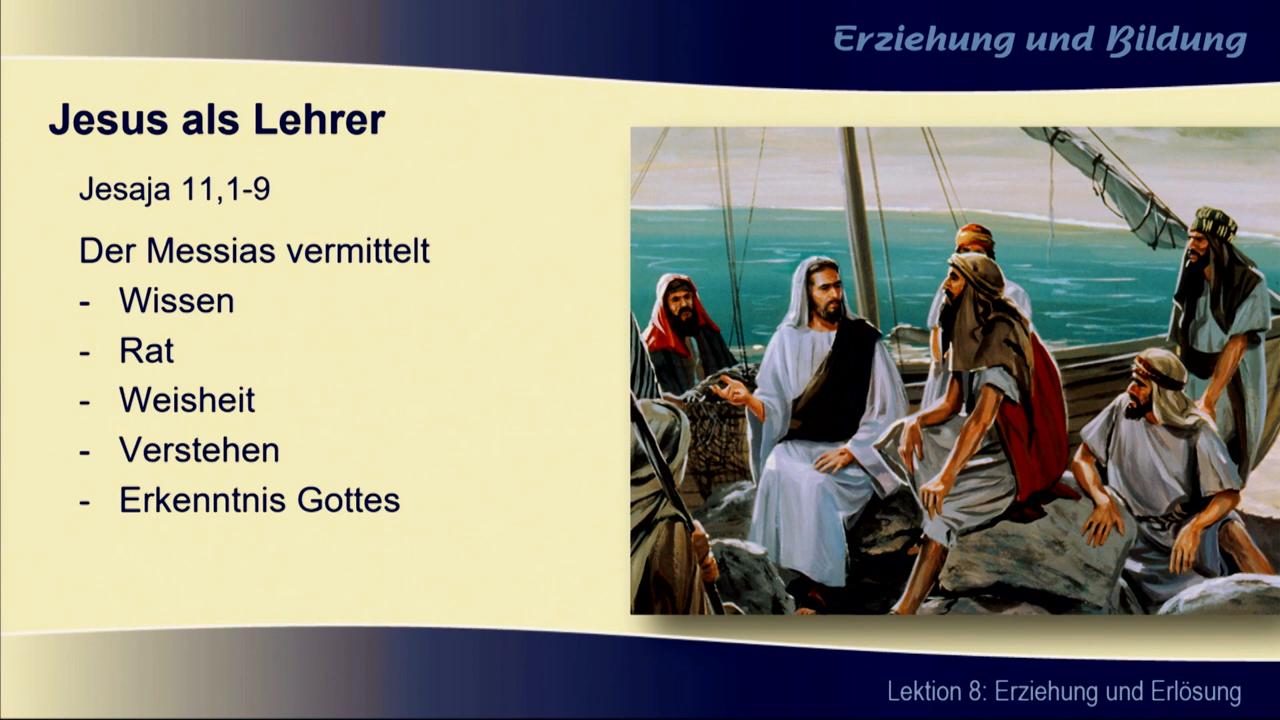 Erziehung und Bildung
Jesus als Lehrer
Jesaja 11,1-9
Der Messias vermittelt
- Wissen
- Rat
- Weisheit
- Verstehen
- Erkenntnis Gottes
Lektion 8: Erziehung und Erlösung